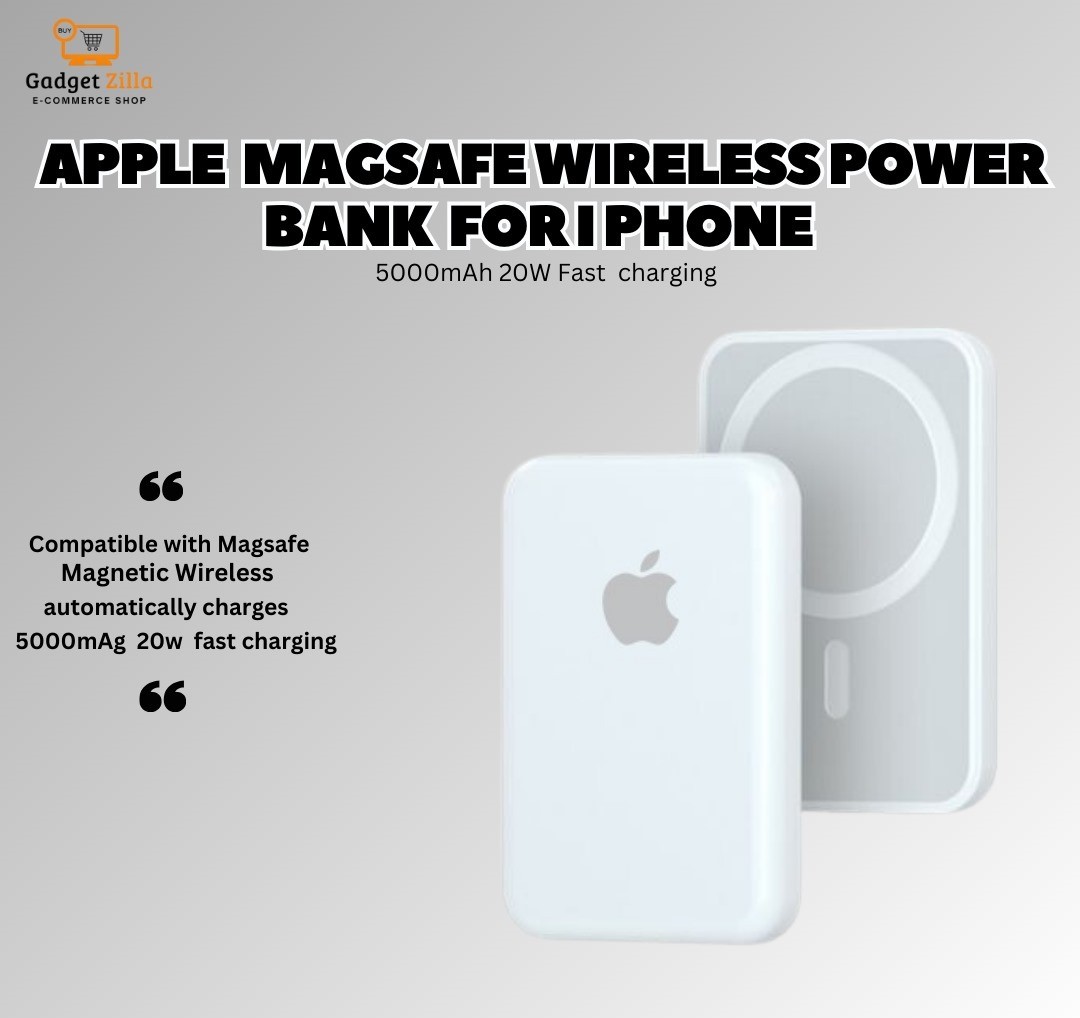 BUY
Gadget Zilla
E-COMMERCE SHOP
APPLE MAGSAFE WIRELESS POWER
BANK FOR I PHONE
5000mAh 20W Fast charging
“
Compatible with Magsafe
Magnetic Wireless
automatically charges
5000mAg 20w fast charging
“